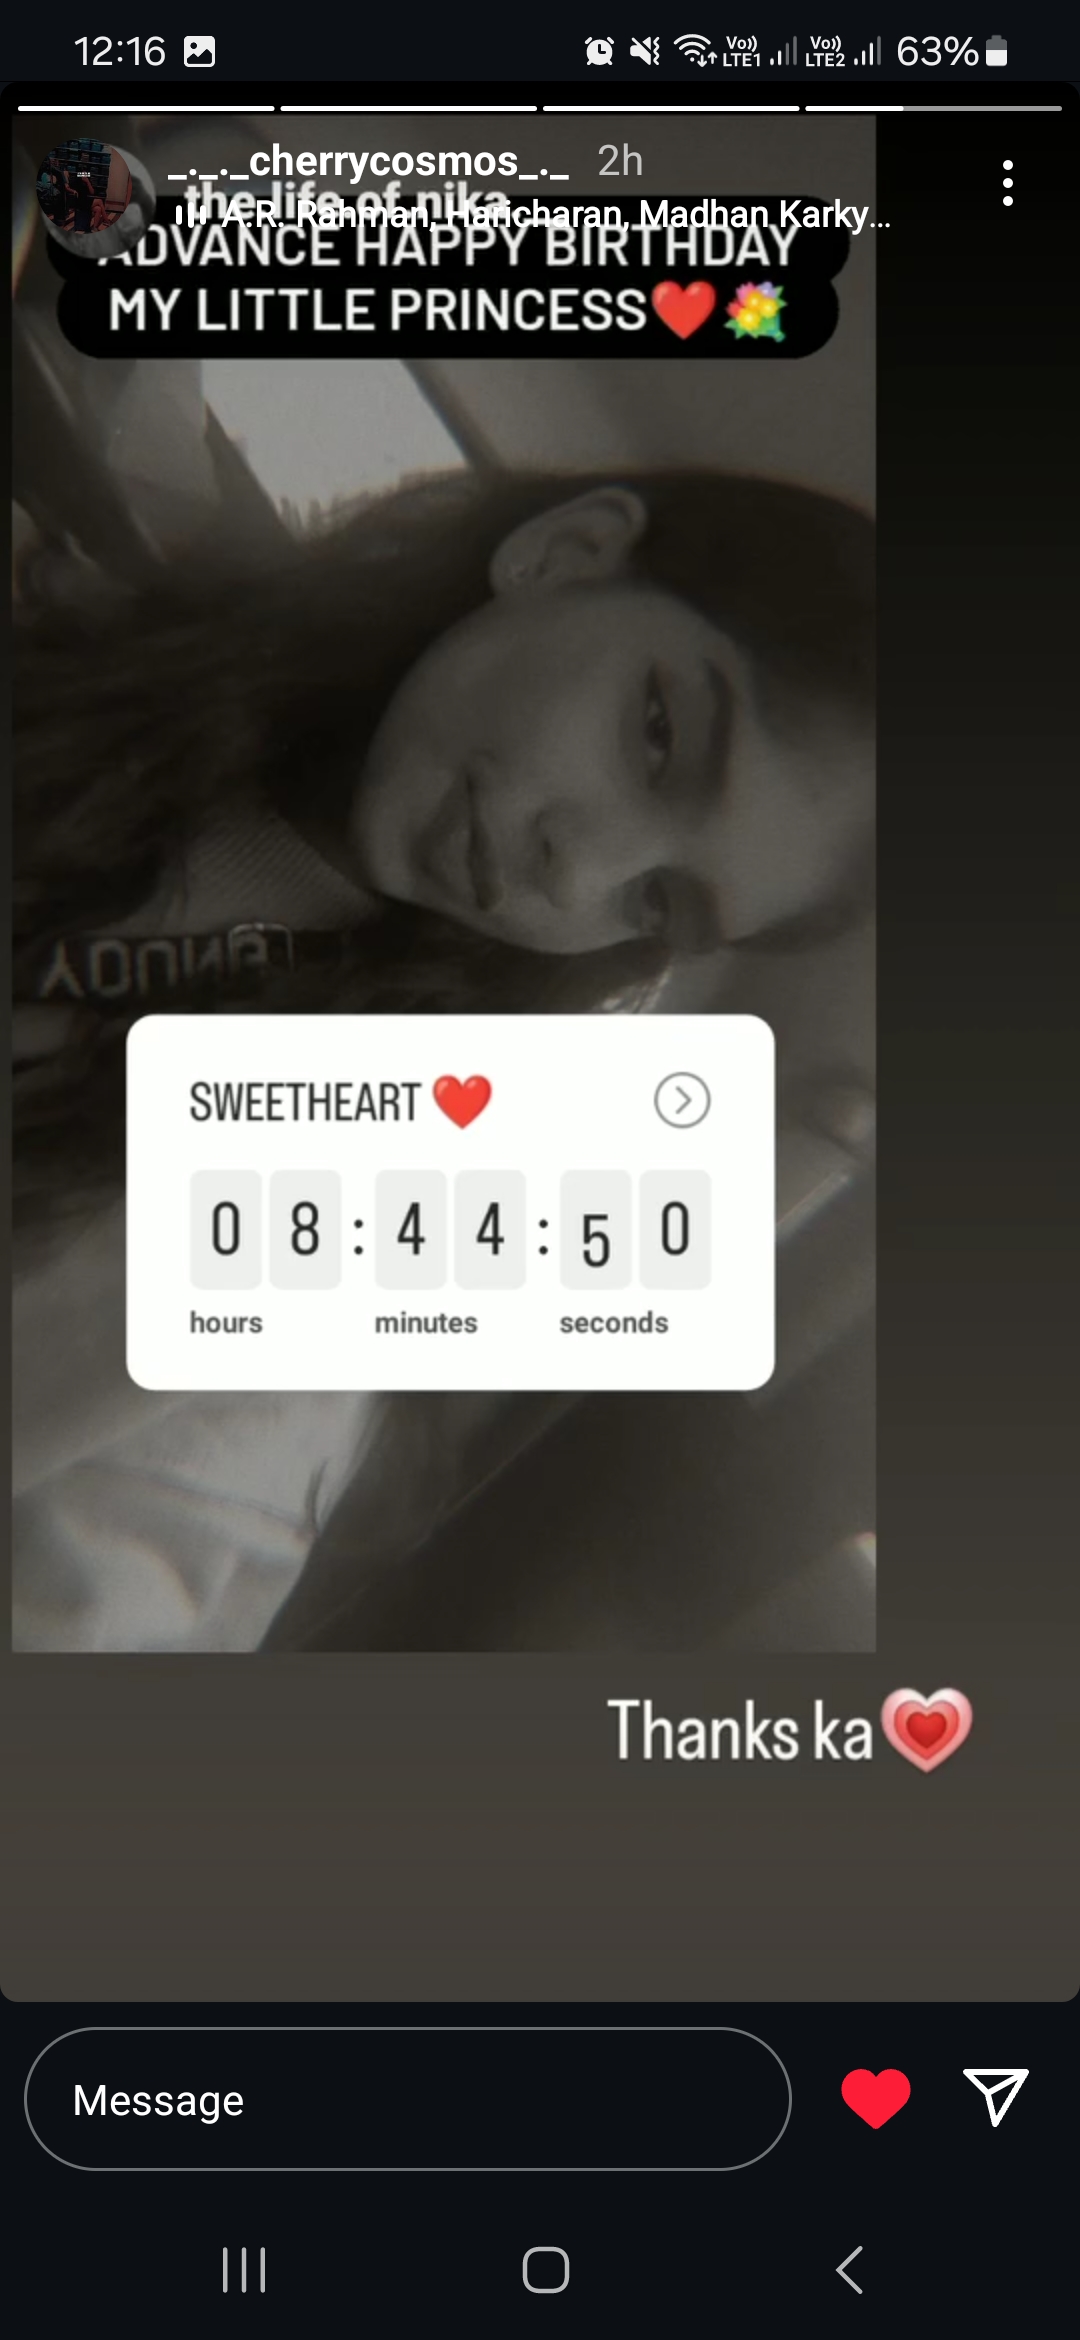 12:16
Vo)) LTE1 Vo)) LTE2 63%
_._._cherrycosmos_._ 2h
the life of nika.
A.R. Rahman, Haricharan, Madhan Karky...
ADVANCE HAPPY BIRTHDAY
MY LITTLE PRINCESS❤️💐
SWEETHEART ❤️
08:44:50
hours minutes seconds
Thanks ka💗
Message